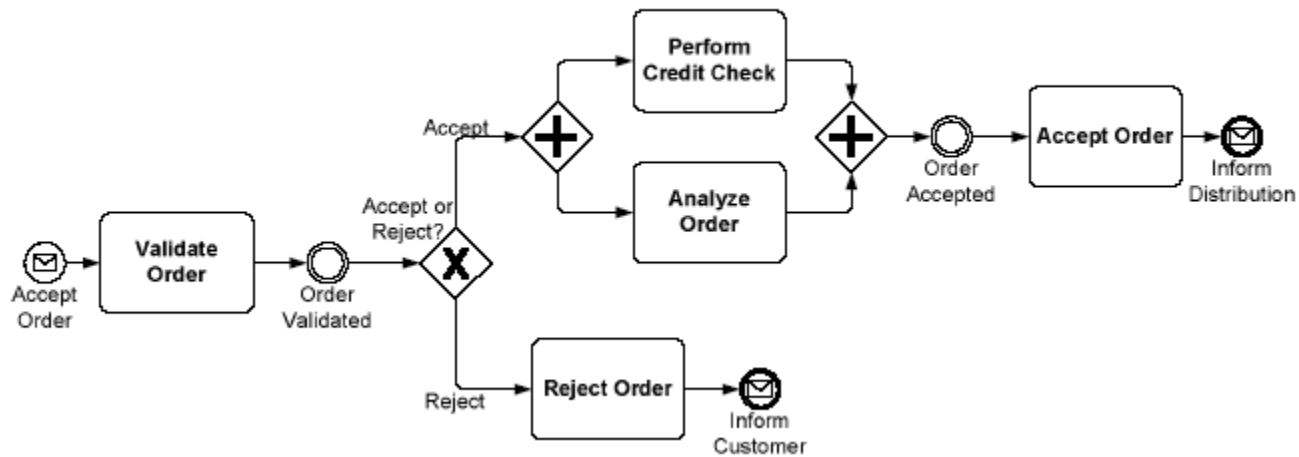 Accept
Order
Validate
Order
Order
Validated
Accept or
Reject?
Accept
Perform
Credit Check
Analyze
Order
Order
Accepted
Accept Order
Inform
Distribution
Reject
Reject Order
Inform
Customer